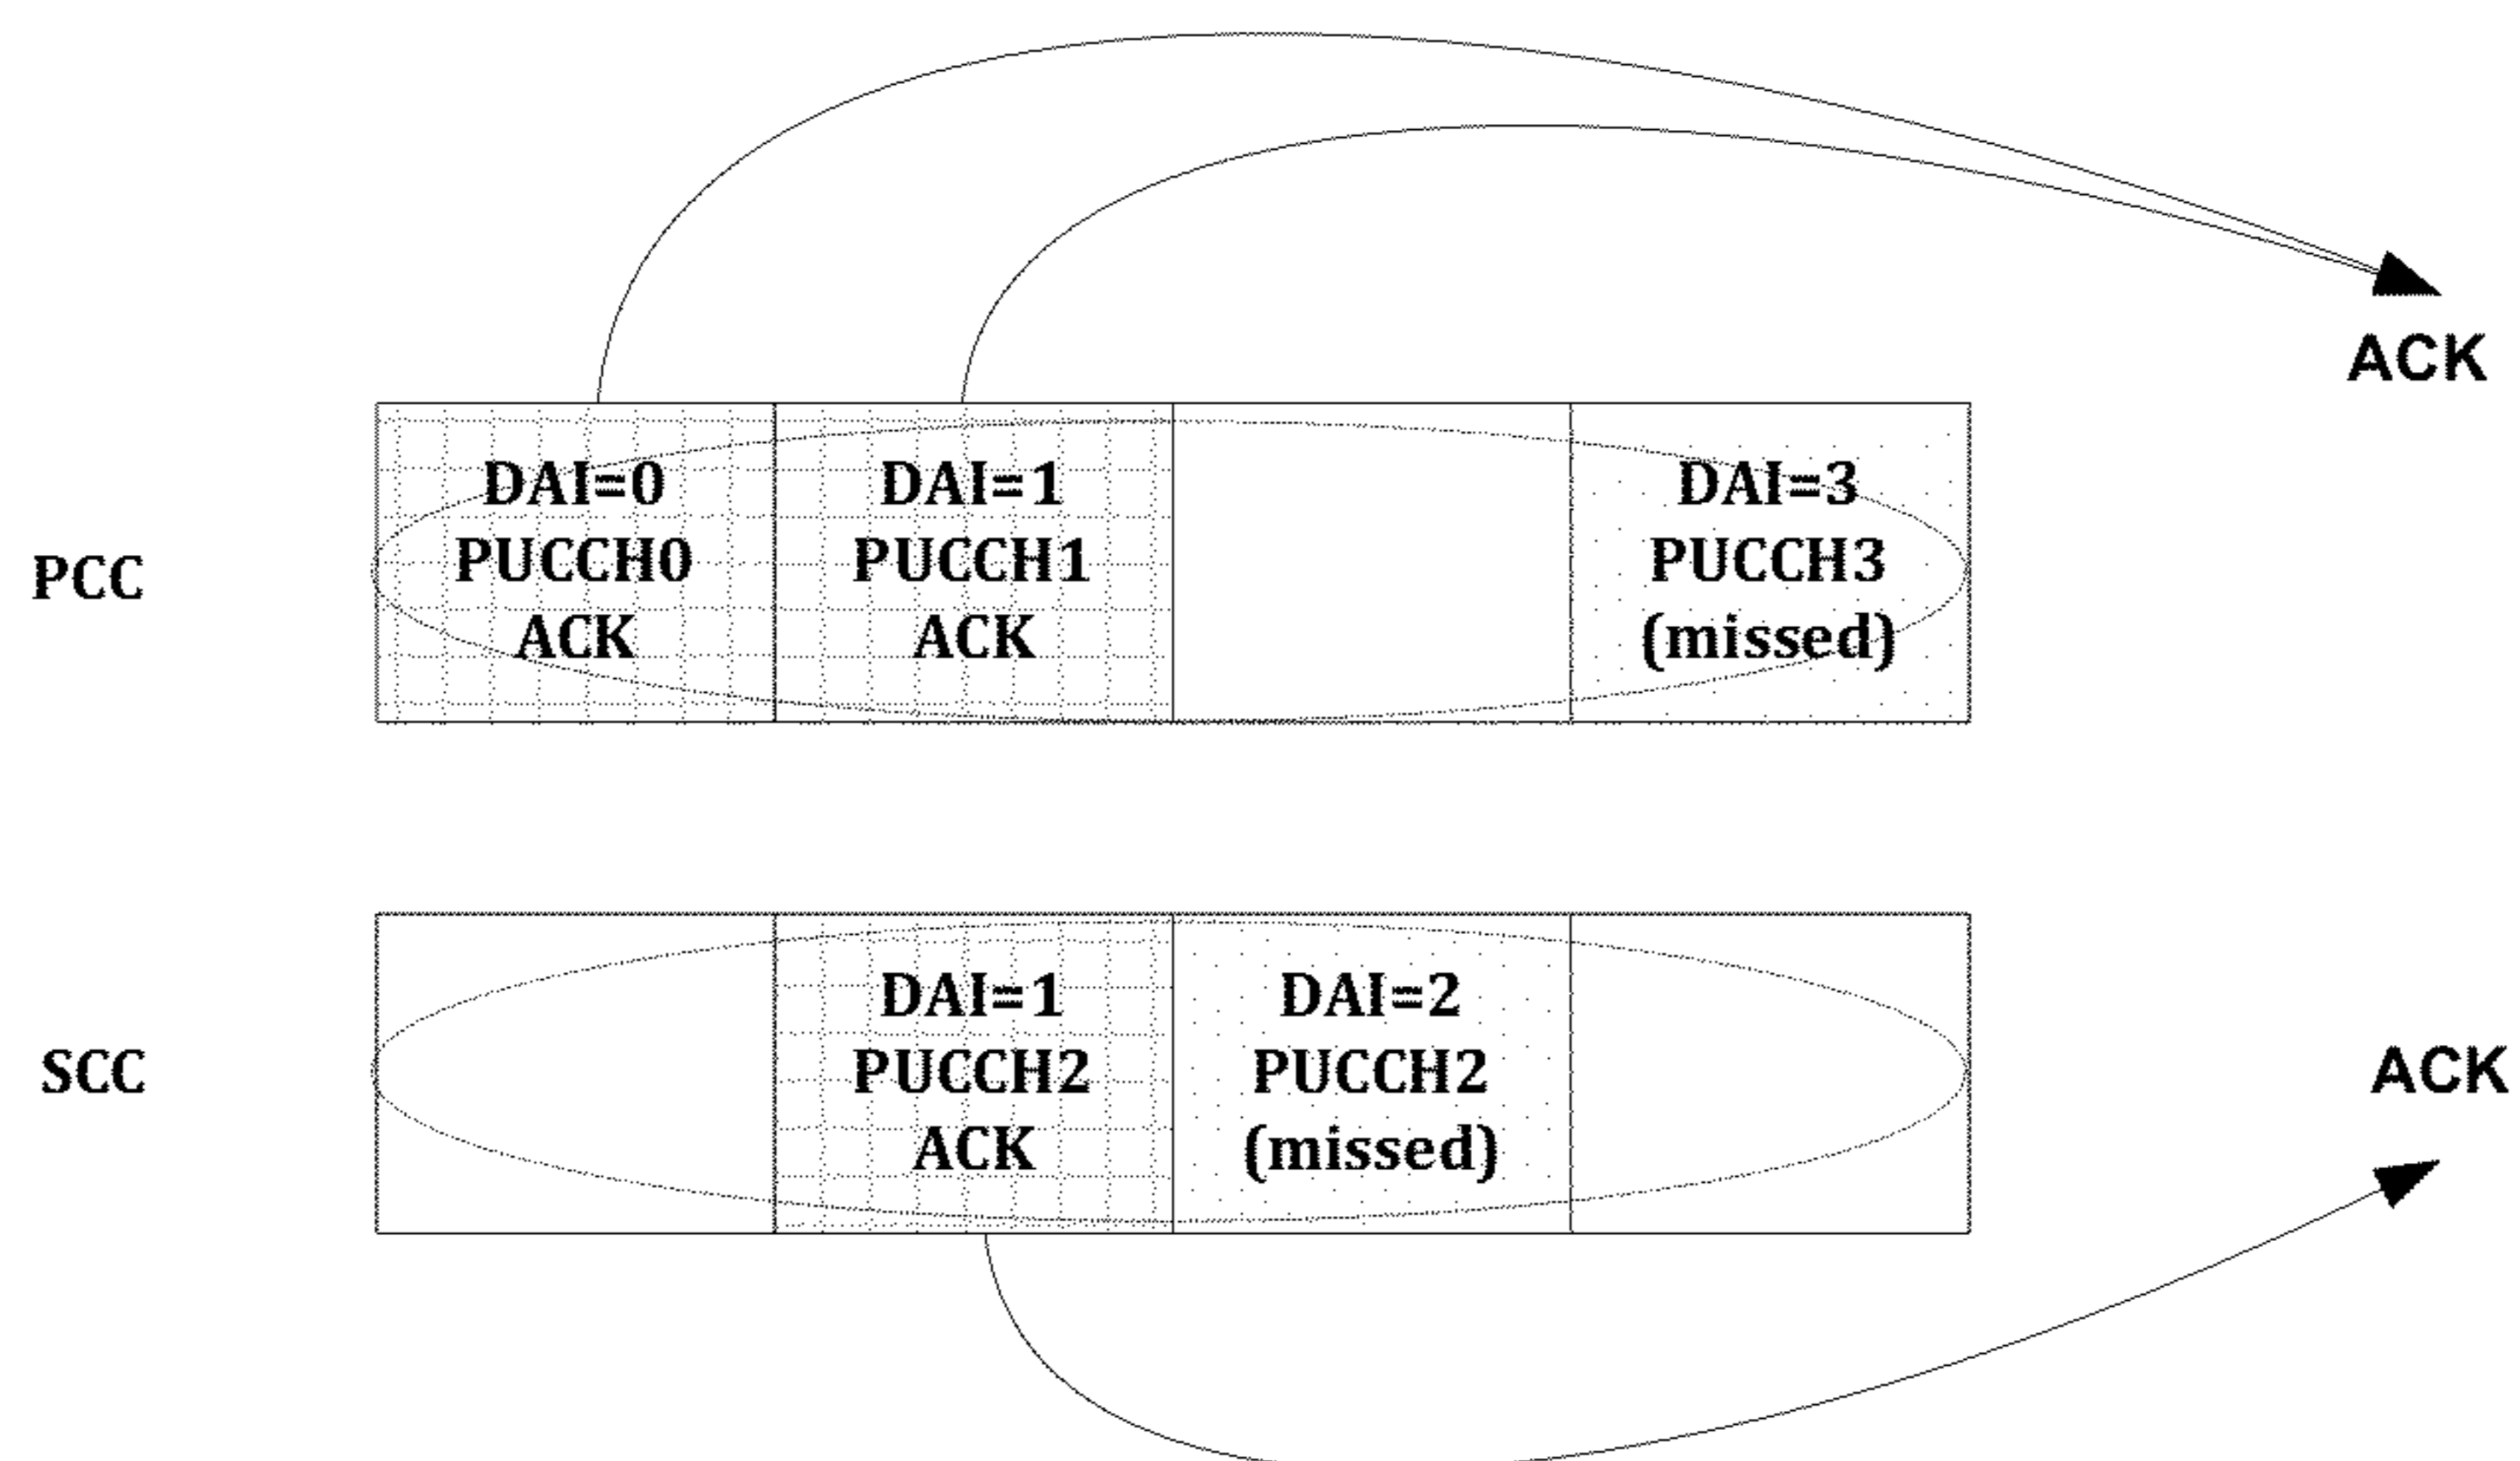 ACK
PCC
DAI=0
PUCCH0
ACK
DAI=1
PUCCH1
ACK
DAI=3
PUCCH3
(missed)
SCC
DAI=1
PUCCH2
ACK
DAI=2
PUCCH2
(missed)
ACK